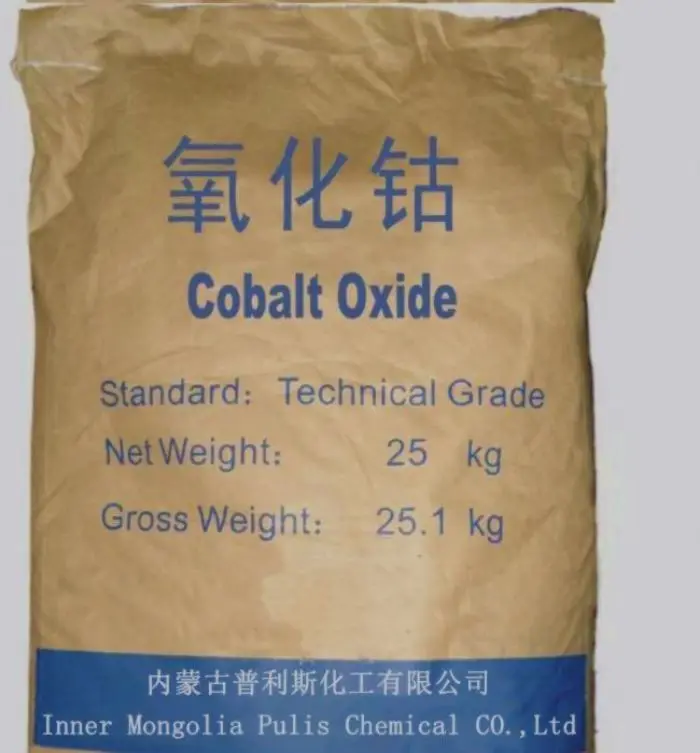 氧化钴
Cobalt Oxide
Standard: Technical Grade
Net Weight: 25 kg
Gross Weight: 25.1 kg
内蒙古普利斯化工有限公司
Inner Mongolia Pulis Chemical CO.,Ltd